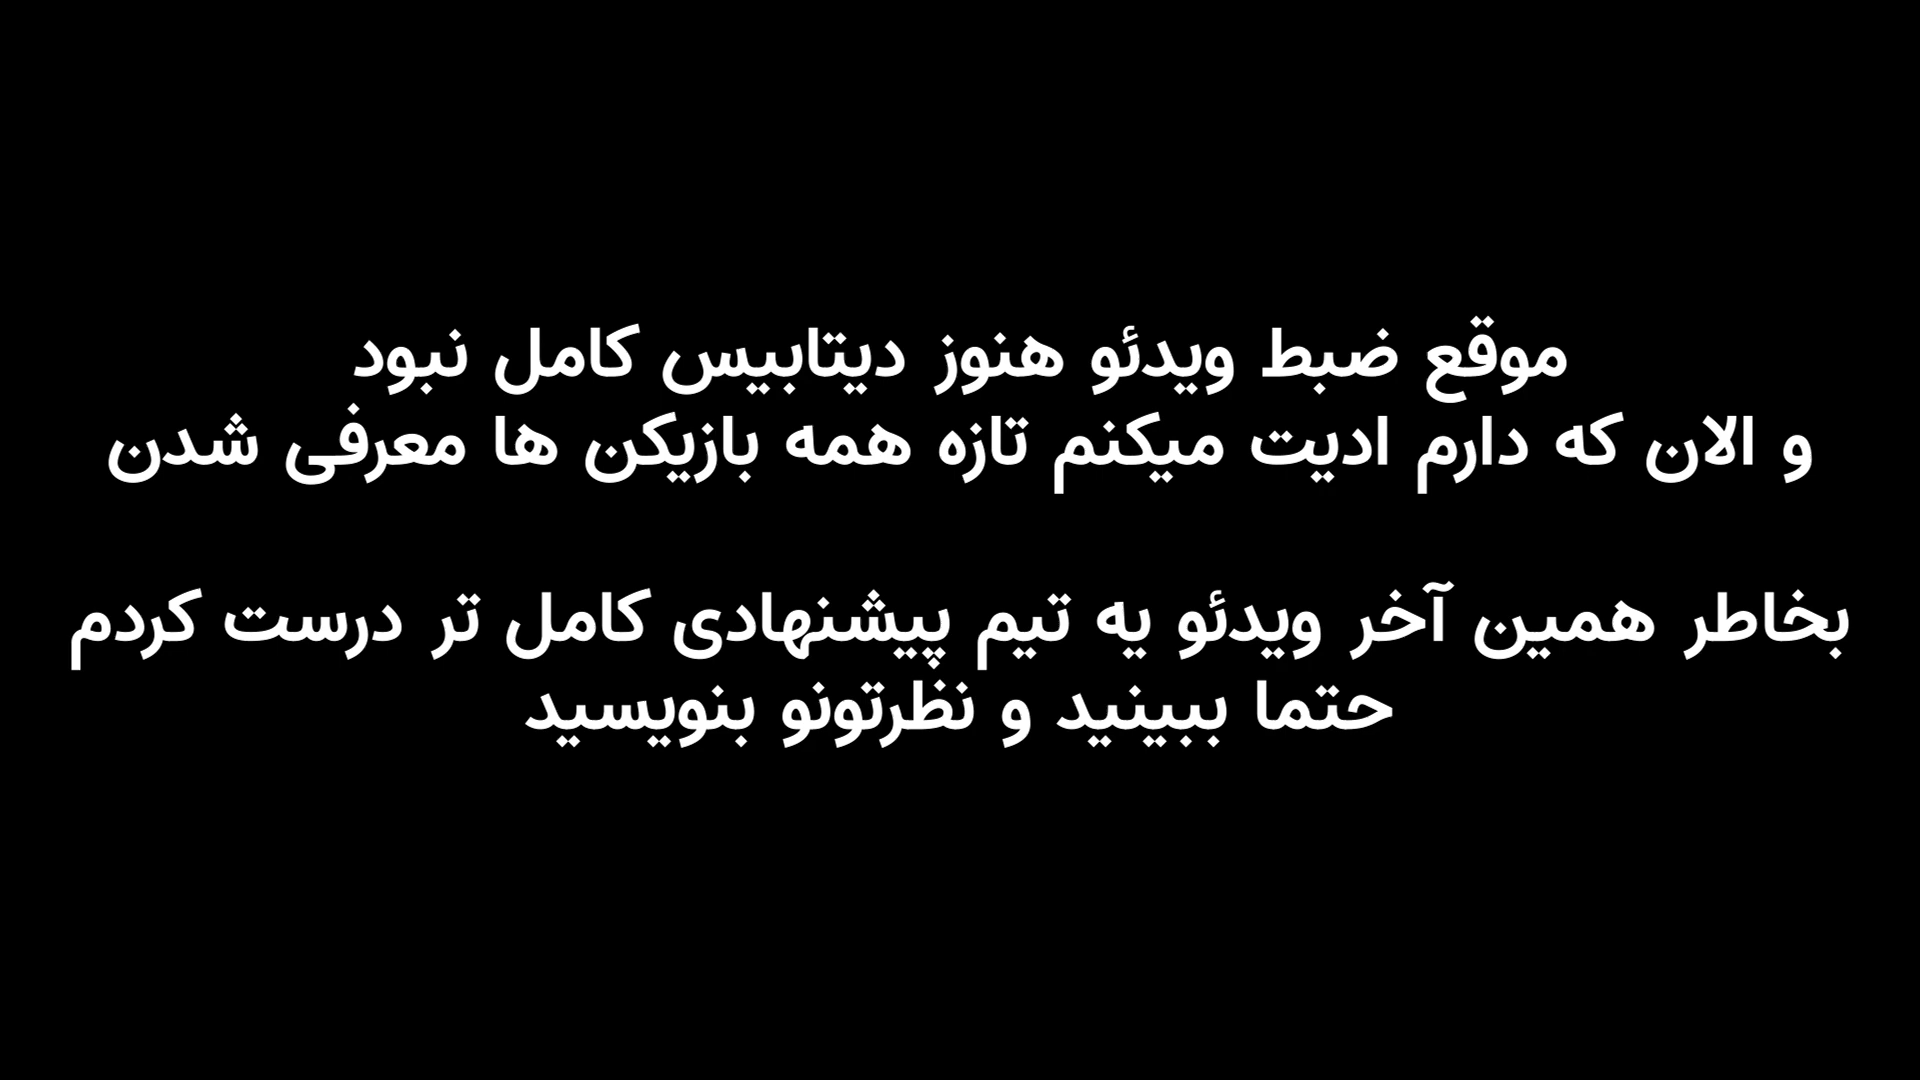 موقع ضبط ویدئو هنوز دیتابیس کامل نبود
و الان که دارم ادیت میکنم تازه همه بازیکن ها معرفی شدن
بخاطر همین آخر ویدئو یه تیم پیشنهادی کامل تر درست کردم
حتما ببینید و نظرتونو بنویسید